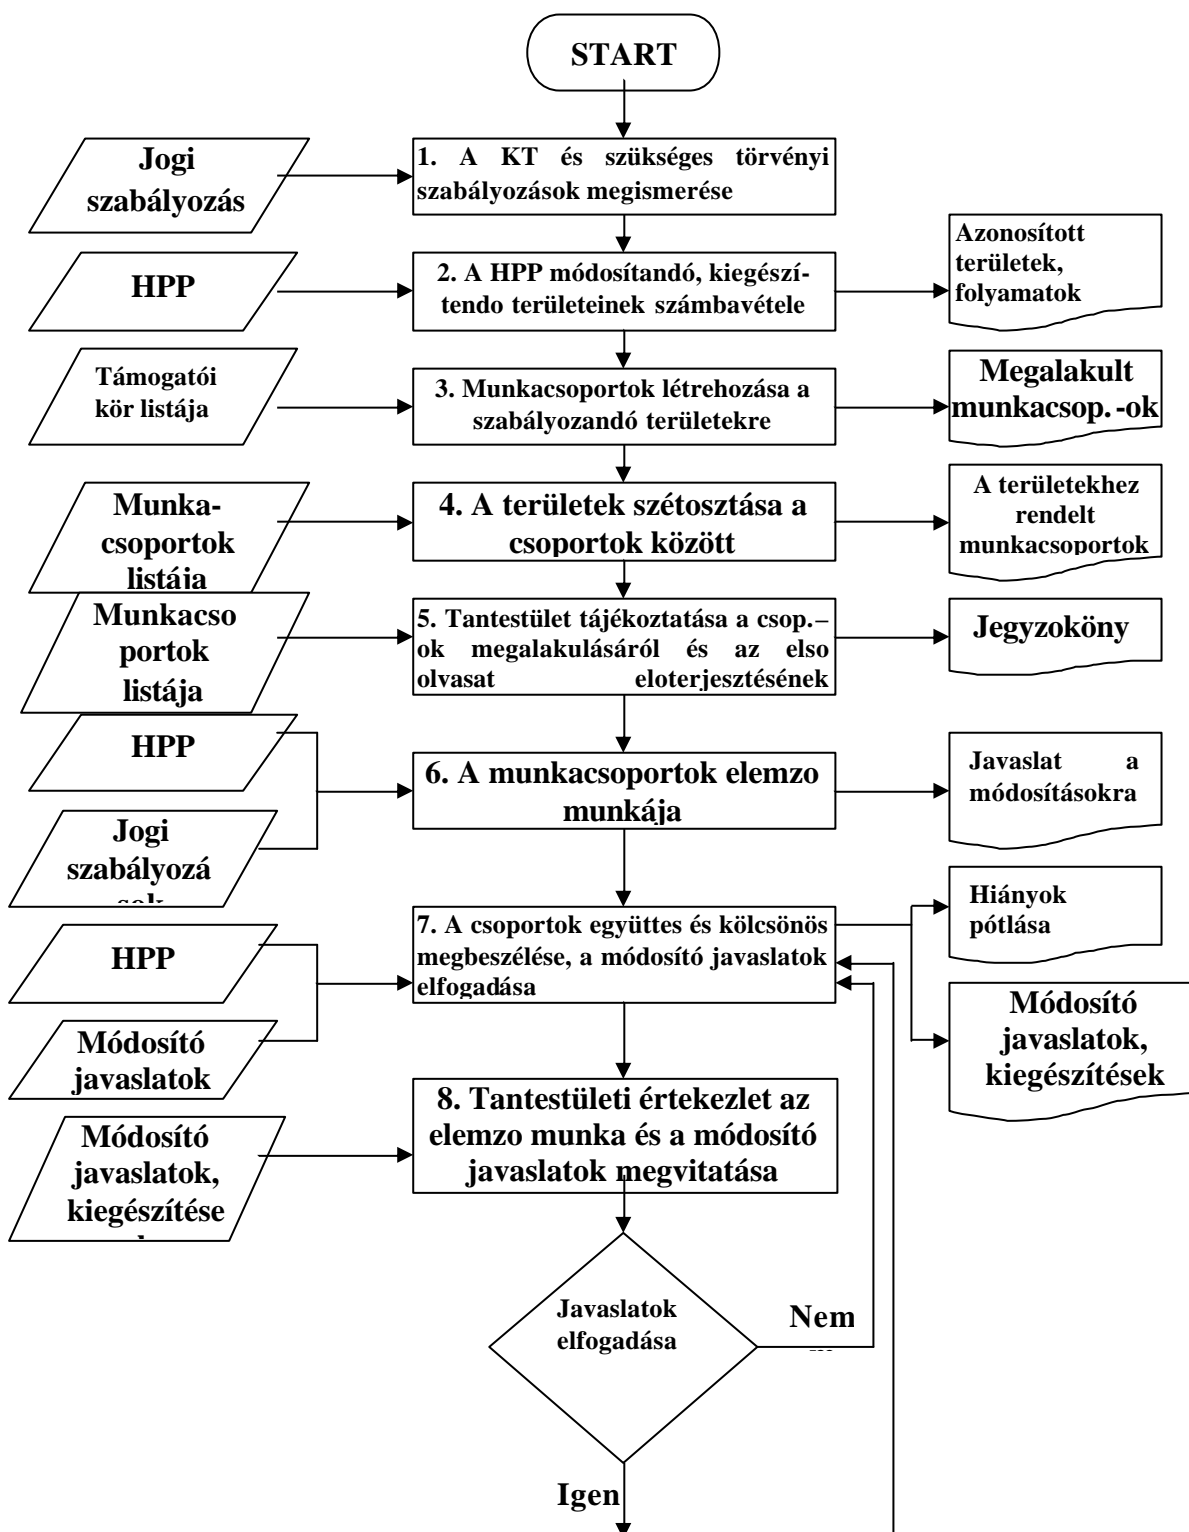 START
Jogi
szabályozás
1. A KT és szükséges törvényi
szabályozások megismerése
HPP
2. A HPP módosítandó, kiegészí-
tendo területeinek számbavétele
Azonosított
területek,
folyamatok
Támogatói
kör listája
3. Munkacsoportok létrehozása a
szabályozandó területekre
Megalakult
munkacsop.-ok
Munka-
csoportok
listája
4. A területek szétosztása a
csoportok között
A területekhez
rendelt
munkacsoportok
Munkacso
portok
listája
5. Tantestület tájékoztatása a csop.–
ok megalakulásáról és az elso
olvasat eloterjesztésének
Jegyzoköny
HPP
Jogi
szabályozá
sok
6. A munkacsoportok elemzo
munkája
Javaslat a
módosításokra
HPP
Módosító
javaslatok
7. A csoportok együttes és kölcsönös
megbeszélése, a módosító javaslatok
elfogadása
Hiányok
pótlása
Módosító
javaslatok,
kiegészítések
Módosító
javaslatok,
kiegészítése
8. Tantestületi értekezlet az
elemzo munka és a módosító
javaslatok megvitatása
Javaslatok
elfogadása
Nem
Igen